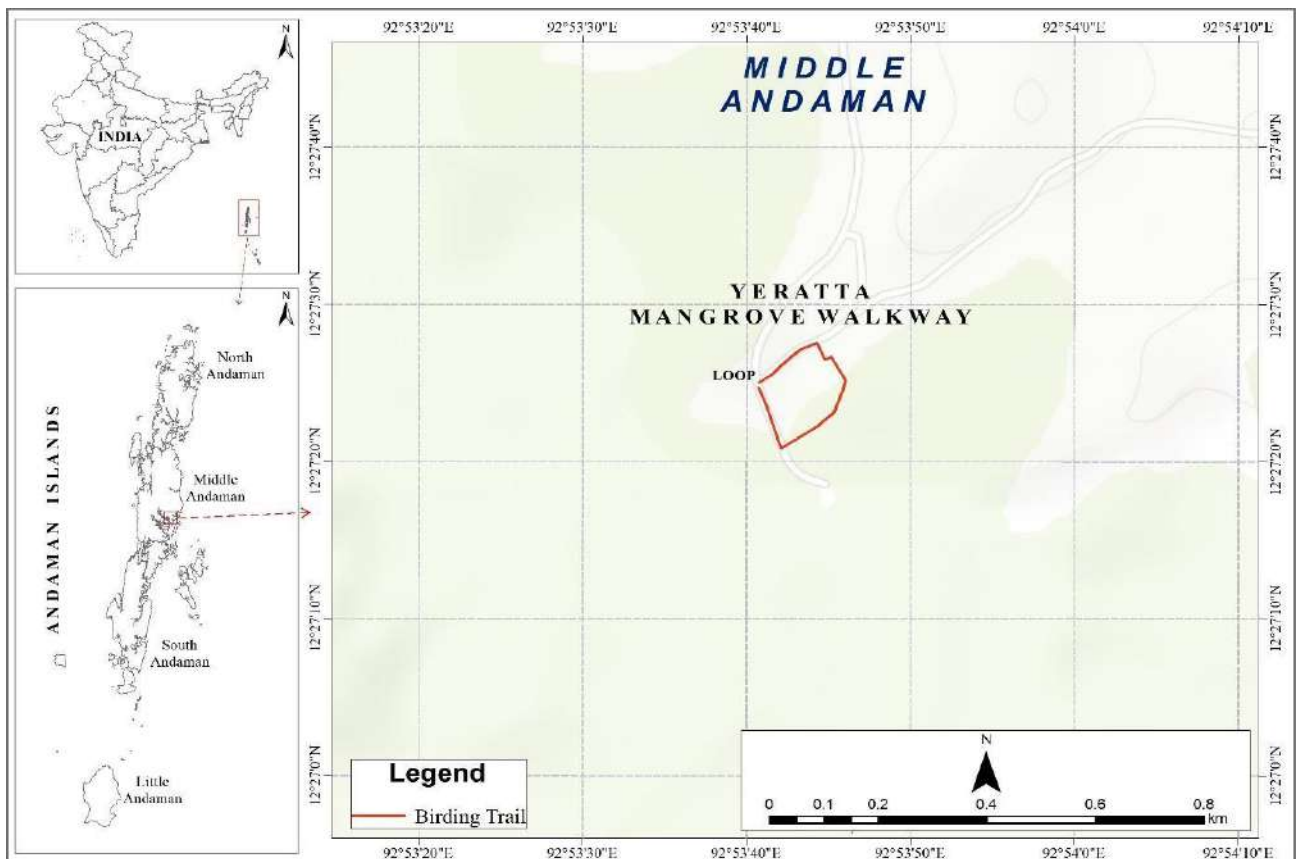 N
INDIA
N
North
Andaman
Middle
Andaman
South
Andaman
Little
Andaman
ANDAMAN ISLANDS
92°53'20"E 92°53'30"E 92°53'40"E 92°53'50"E 92°54'0"E 92°54'10"E
MIDDLE
ANDAMAN
12°27'40"N 12°27'40"N
12°27'30"N 12°27'30"N
YERATTA
MANGROVE WALKWAY
LOOP
12°27'20"N 12°27'20"N
12°27'10"N 12°27'10"N
12°27'0"N 12°27'0"N
Legend
Birding Trail
N
0 0.1 0.2 0.4 0.6 0.8
km
92°53'20"E 92°53'30"E 92°53'40"E 92°53'50"E 92°54'0"E 92°54'10"E